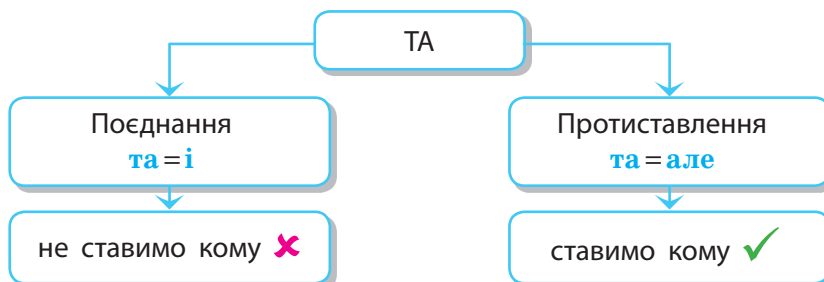 ТА
Поєднання
та = і
не ставимо кому ✘
Протиставлення
та = але
ставимо кому ✓